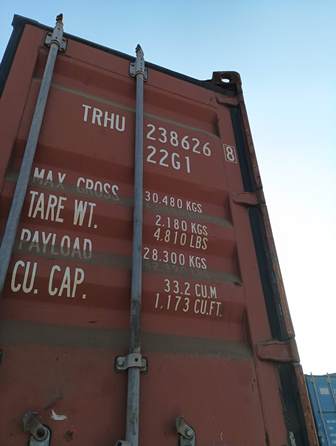 TRHU 238626 8
22G1
MAX. GROSS 30.480 KGS
TARE WT. 2.180 KGS
4.810 LBS
PAYLOAD 28.300 KGS
CU. CAP. 33.2 CU.M
1.173 CU.FT.